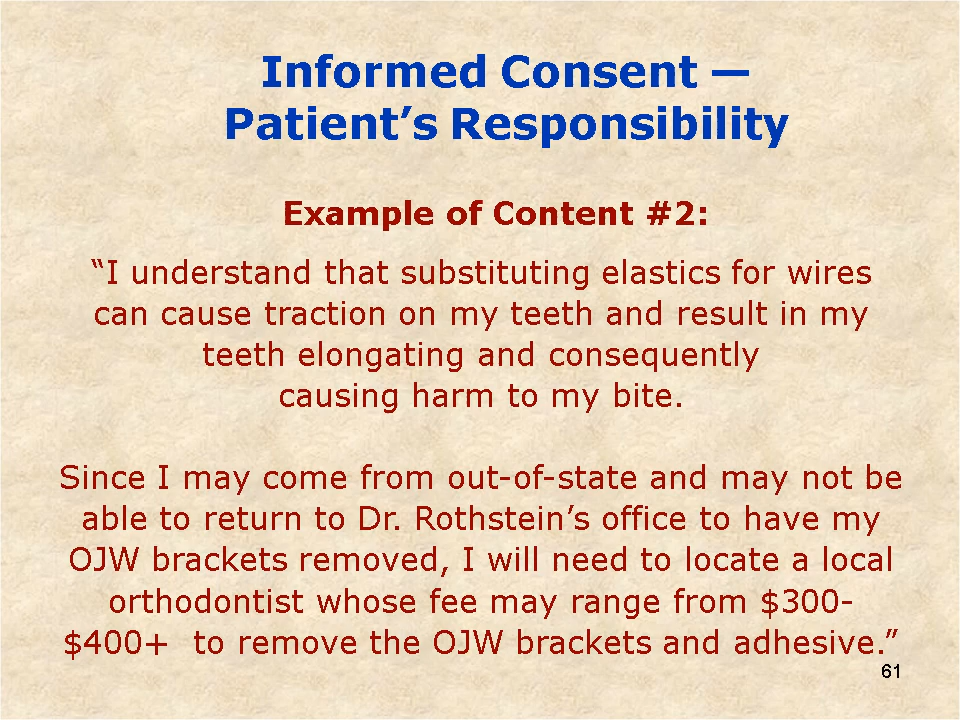 Informed Consent —
Patient’s Responsibility
Example of Content #2:
“I understand that substituting elastics for wires
can cause traction on my teeth and result in my
teeth elongating and consequently
causing harm to my bite.
Since I may come from out-of-state and may not be
able to return to Dr. Rothstein’s office to have my
OJW brackets removed, I will need to locate a local
orthodontist whose fee may range from $300-
$400+  to remove the OJW brackets and adhesive.”
61